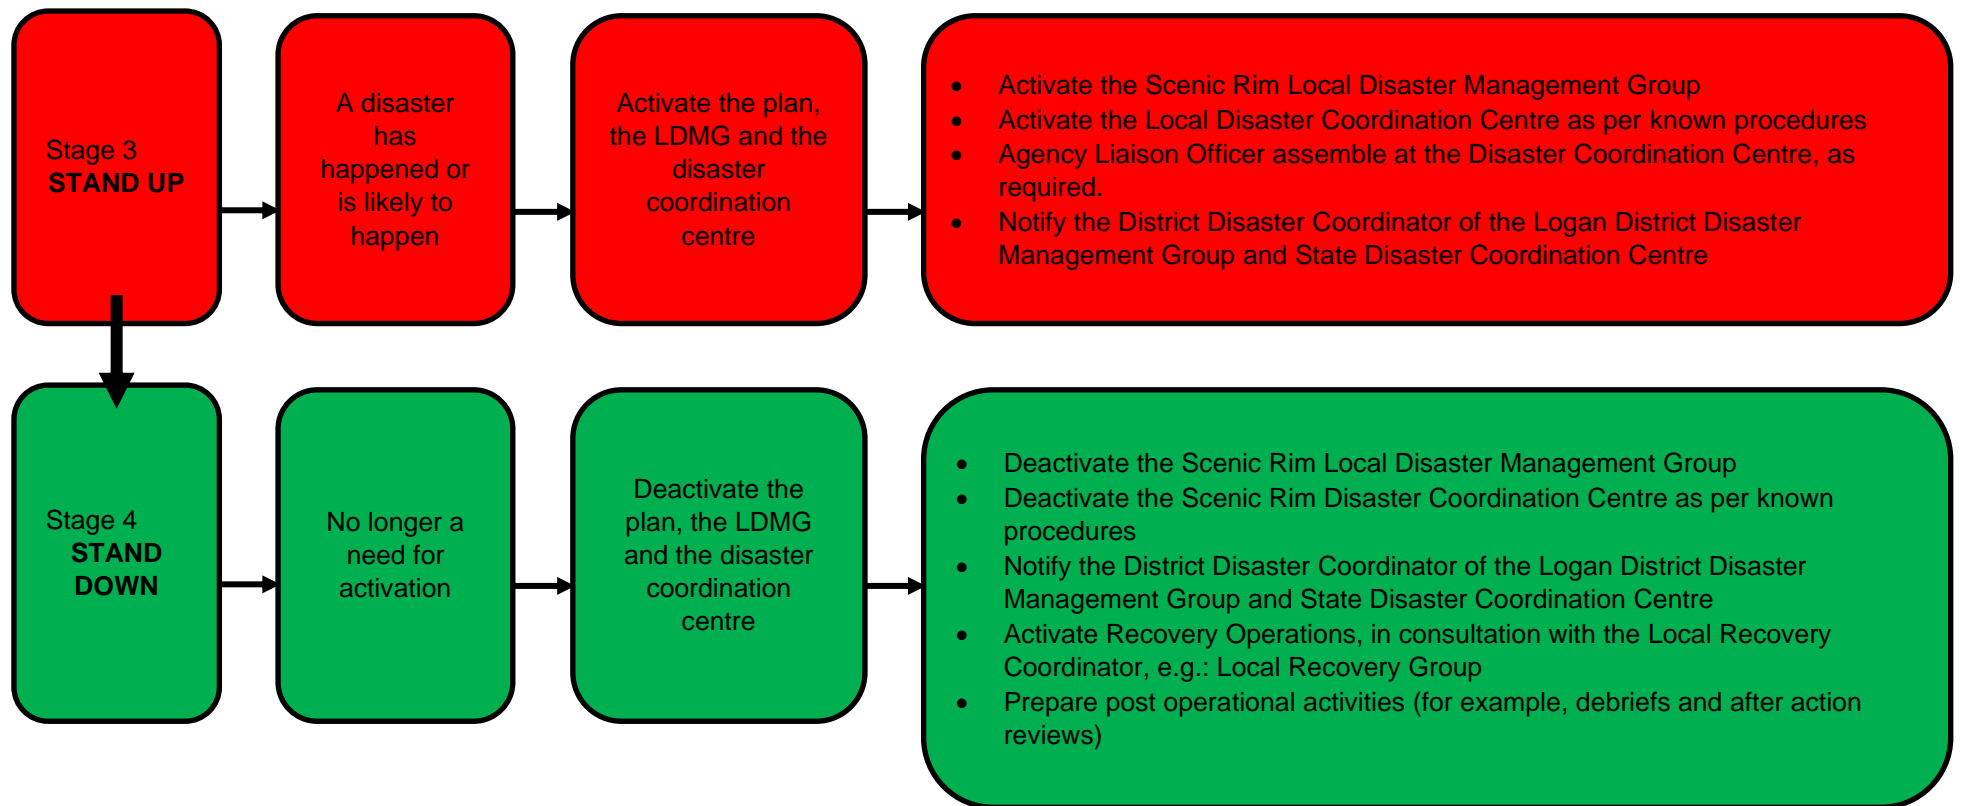 Stage 3
STAND UP
A disaster
has
happened or
is likely to
happen
Activate the plan,
the LDMG and the
disaster
coordination
centre
• Activate the Scenic Rim Local Disaster Management Group
• Activate the Local Disaster Coordination Centre as per known procedures
• Agency Liaison Officer assemble at the Disaster Coordination Centre, as
required.
• Notify the District Disaster Coordinator of the Logan District Disaster
Management Group and State Disaster Coordination Centre
Stage 4
STAND
DOWN
No longer a
need for
activation
Deactivate the
plan, the LDMG
and the disaster
coordination
centre
• Deactivate the Scenic Rim Local Disaster Management Group
• Deactivate the Scenic Rim Disaster Coordination Centre as per known
procedures
• Notify the District Disaster Coordinator of the Logan District Disaster
Management Group and State Disaster Coordination Centre
• Activate Recovery Operations, in consultation with the Local Recovery
Coordinator, e.g.: Local Recovery Group
• Prepare post operational activities (for example, debriefs and after action
reviews)